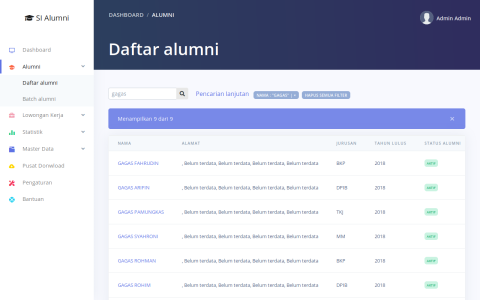 SI Alumni
DASHBOARD / ALUMNI
Admin Admin
Daftar alumni
Dashboard
Alumni
Daftar alumni
Batch alumni
Lowongan Kerja
Statistik
Master Data
Pusat Donwload
Pengaturan
Bantuan
gagas
Pencarian lanjutan
NAMA : "GAGAS" | ×
HAPUS SEMUA FILTER
Menampilkan 9 dari 9
×
NAMA ALAMAT JURUSAN TAHUN LULUS STATUS ALUMNI
GAGAS FAHRUDIN , Belum terdata, Belum terdata, Belum terdata, Belum terdata BKP 2018 AKTIF
GAGAS ARIFIN , Belum terdata, Belum terdata, Belum terdata, Belum terdata DPIB 2018 AKTIF
GAGAS PAMUNGKAS , Belum terdata, Belum terdata, Belum terdata, Belum terdata TKJ 2018 AKTIF
GAGAS SYAHRONI , Belum terdata, Belum terdata, Belum terdata, Belum terdata MM 2018 AKTIF
GAGAS ROHMAN , Belum terdata, Belum terdata, Belum terdata, Belum terdata BKP 2018 AKTIF
GAGAS ROHIM , Belum terdata, Belum terdata, Belum terdata, Belum terdata DPIB 2018 AKTIF